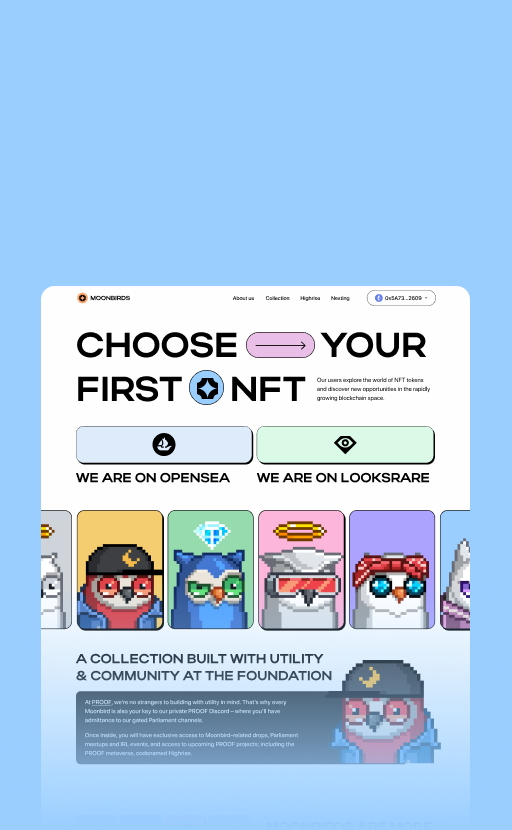 MOONBIRDS
About us Collection Highrise Nesting 0x5A73...2609
CHOOSE YOUR
FIRST NFT
Our users explore the world of NFT tokens
and discover new opportunities in the rapidly
growing blockchain space.
WE ARE ON OPENSEA
WE ARE ON LOOKSRARE
A COLLECTION BUILT WITH UTILITY
& COMMUNITY AT THE FOUNDATION
At PROOF, we're no strangers to building with utility in mind. That's why every
Moonbird is also your key to our private PROOF Discord – where you'll have
admittance to our gated Parliament channels.
Once inside, you will have exclusive access to Moonbird-related drops, Parliament
meetups and IRL events, and access to upcoming PROOF projects; including the
PROOF metaverse, codenamed Highrise.